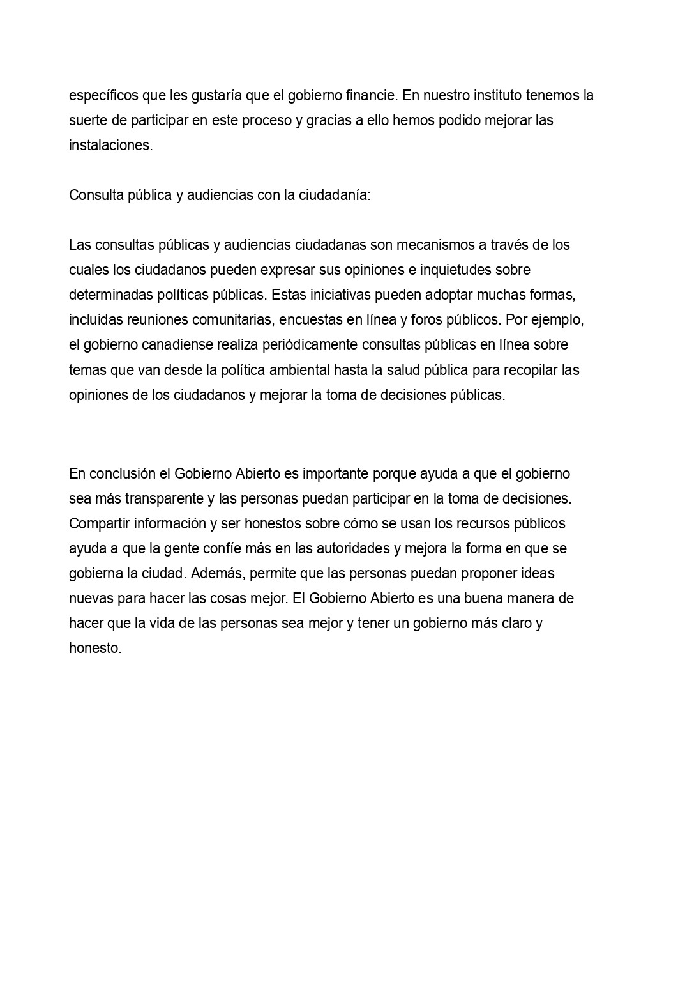 específicos que les gustaría que el gobierno financie. En nuestro instituto tenemos la
suerte de participar en este proceso y gracias a ello hemos podido mejorar las
instalaciones.
Consulta pública y audiencias con la ciudadanía:
Las consultas públicas y audiencias ciudadanas son mecanismos a través de los
cuales los ciudadanos pueden expresar sus opiniones e inquietudes sobre
determinadas políticas públicas. Estas iniciativas pueden adoptar muchas formas,
incluidas reuniones comunitarias, encuestas en línea y foros públicos. Por ejemplo,
el gobierno canadiense realiza periódicamente consultas públicas en línea sobre
temas que van desde la política ambiental hasta la salud pública para recopilar las
opiniones de los ciudadanos y mejorar la toma de decisiones públicas.
En conclusión el Gobierno Abierto es importante porque ayuda a que el gobierno
sea más transparente y las personas puedan participar en la toma de decisiones.
Compartir información y ser honestos sobre cómo se usan los recursos públicos
ayuda a que la gente confíe más en las autoridades y mejora la forma en que se
gobierna la ciudad. Además, permite que las personas puedan proponer ideas
nuevas para hacer las cosas mejor. El Gobierno Abierto es una buena manera de
hacer que la vida de las personas sea mejor y tener un gobierno más claro y
honesto.